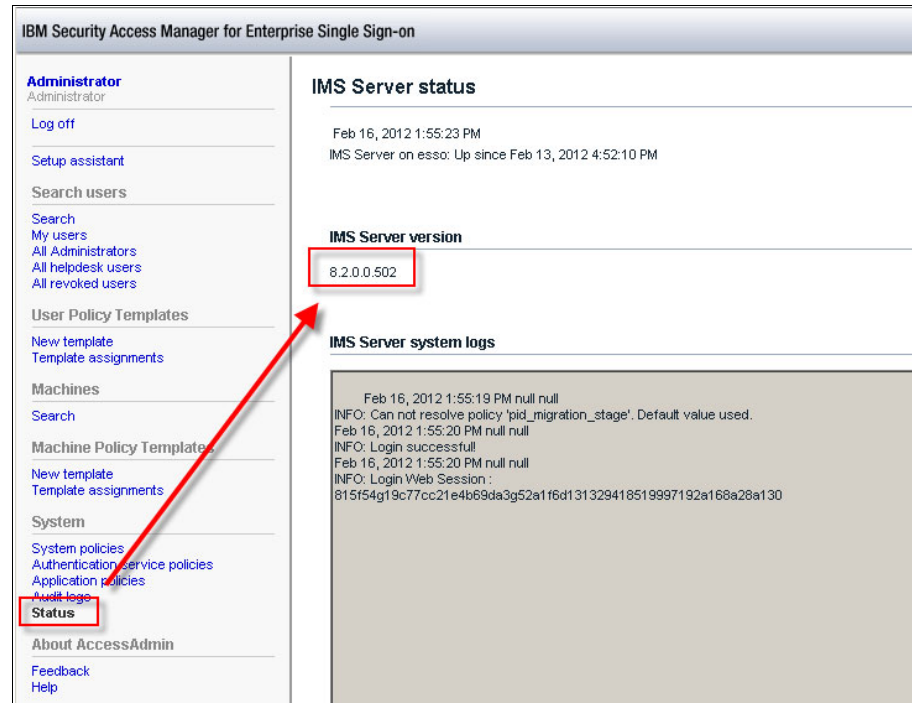 IBM Security Access Manager for Enterprise Single Sign-on
Administrator
Administrator
Log off
Setup assistant
Search users
Search
My users
All Administrators
All helpdesk users
All revoked users
User Policy Templates
New template
Template assignments
Machines
Search
Machine Policy Templates
New template
Template assignments
System
System policies
Authentication service policies
Application policies
Audit logs
Status
About AccessAdmin
Feedback
Help
IMS Server status
Feb 16, 2012 1:55:23 PM
IMS Server on esso: Up since Feb 13, 2012 4:52:10 PM
IMS Server version
8.2.0.0.502
IMS Server system logs
Feb 16, 2012 1:55:19 PM null null
INFO: Can not resolve policy 'pid_migration_stage'. Default value used.
Feb 16, 2012 1:55:20 PM null null
INFO: Login successful!
Feb 16, 2012 1:55:20 PM null null
INFO: Login Web Session :
815f54g19c77cc21e4b69da3g52a1f6d131329418519997192a168a28a130